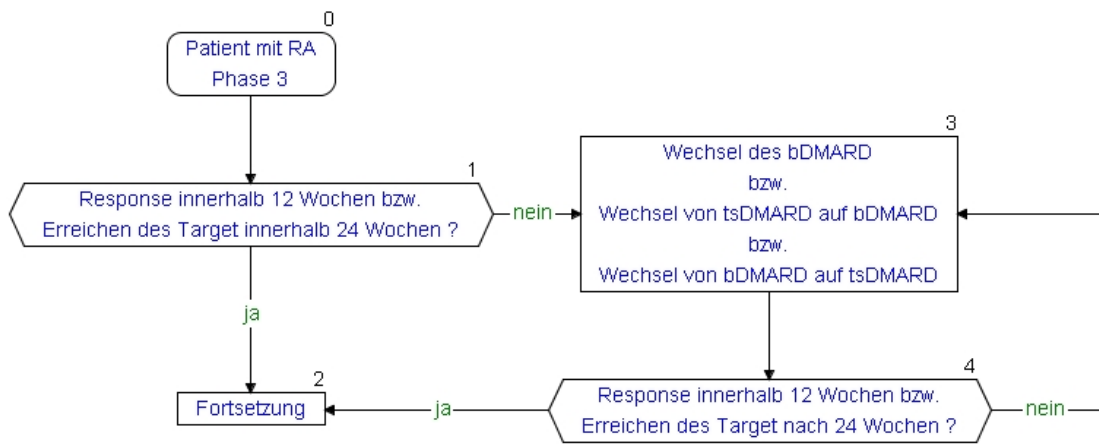 0
Patient mit RA
Phase 3
1
Response innerhalb 12 Wochen bzw.
Erreichen des Target innerhalb 24 Wochen ?
nein
ja
3
Wechsel des bDMARD
bzw.
Wechsel von tsDMARD auf bDMARD
bzw.
Wechsel von bDMARD auf tsDMARD
2
Fortsetzung
ja
4
Response innerhalb 12 Wochen bzw.
Erreichen des Target nach 24 Wochen ?
nein